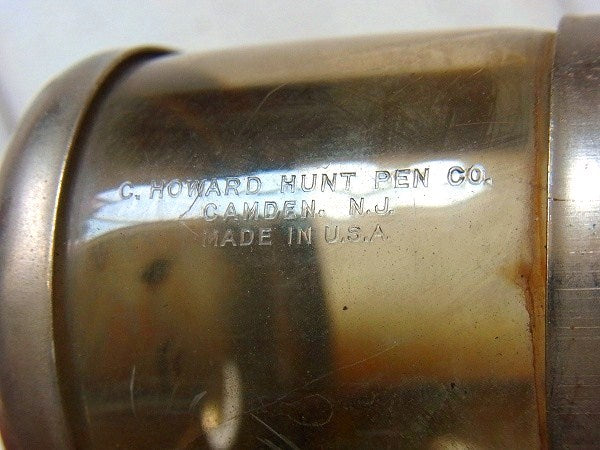 C. HOWARD HUNT PEN CO.
CAMDEN. N.J.
MADE IN U.S.A.